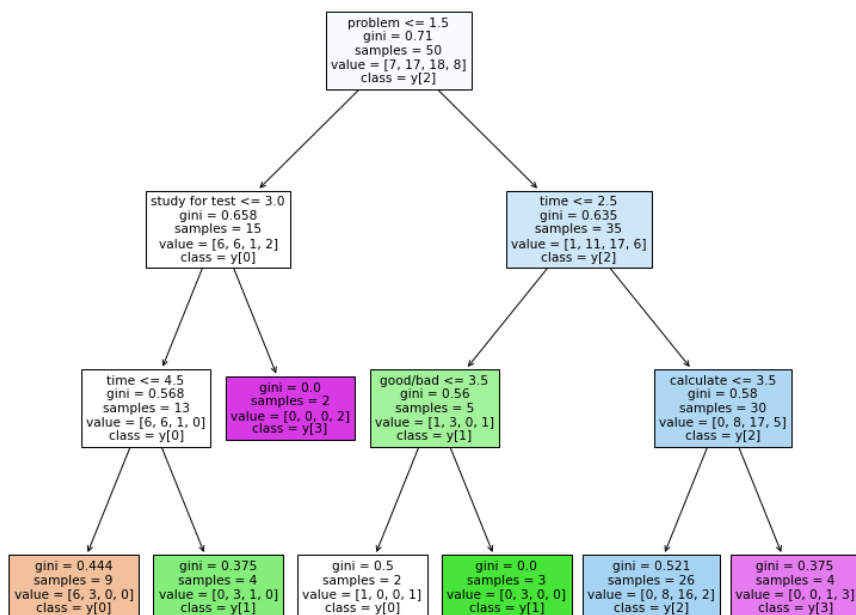 problem <= 1.5
gini = 0.71
samples = 50
value = [7, 17, 18, 8]
class = y[2]
study for test <= 3.0
gini = 0.658
samples = 15
value = [6, 6, 1, 2]
class = y[0]
time <= 2.5
gini = 0.635
samples = 35
value = [1, 11, 17, 6]
class = y[2]
time <= 4.5
gini = 0.568
samples = 13
value = [6, 6, 1, 0]
class = y[0]
gini = 0.0
samples = 2
value = [0, 0, 0, 2]
class = y[3]
good/bad <= 3.5
gini = 0.56
samples = 5
value = [1, 3, 0, 1]
class = y[1]
calculate <= 3.5
gini = 0.58
samples = 30
value = [0, 8, 17, 5]
class = y[2]
gini = 0.444
samples = 9
value = [6, 3, 0, 0]
class = y[0]
gini = 0.375
samples = 4
value = [0, 3, 1, 0]
class = y[1]
gini = 0.5
samples = 2
value = [1, 0, 0, 1]
class = y[0]
gini = 0.0
samples = 3
value = [0, 3, 0, 0]
class = y[1]
gini = 0.521
samples = 26
value = [0, 8, 16, 2]
class = y[2]
gini = 0.375
samples = 4
value = [0, 0, 1, 3]
class = y[3]